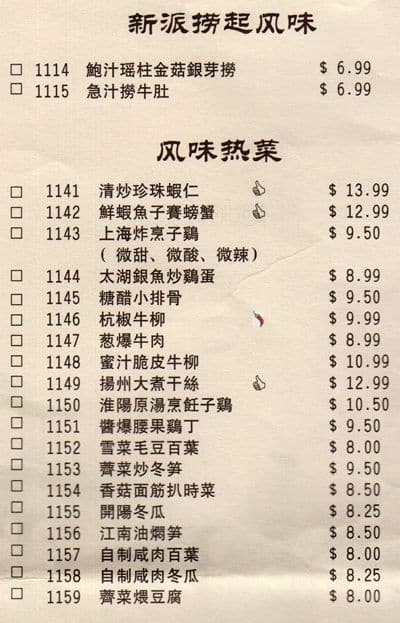 新派撈起风味
□ 1114 鮑汁瑶柱金菇銀芽撈 $ 6.99
□ 1115 急汁撈牛肚 $ 6.99
风味热菜
□ 1141 清炒珍珠蝦仁 $ 13.99
□ 1142 鮮蝦魚子賽螃蟹 $ 12.99
□ 1143 上海炸烹子鷄 $ 9.50
( 微甜、微酸、微辣)
□ 1144 太湖銀魚炒鷄蛋 $ 8.99
□ 1145 糖醋小排骨 $ 9.50
□ 1146 杭椒牛柳 $ 9.99
□ 1147 葱爆牛肉 $ 8.99
□ 1148 蜜汁脆皮牛柳 $ 10.99
□ 1149 揚州大煮干絲 $ 12.99
□ 1150 淮陽原湯烹飪子鷄 $ 10.50
□ 1151 醬爆腰果鷄丁 $ 9.50
□ 1152 雪菜毛豆百葉 $ 8.00
□ 1153 薺菜炒冬笋 $ 9.50
□ 1154 香菇面筋扒時菜 $ 8.50
□ 1155 開陽冬瓜 $ 8.25
□ 1156 江南油燜笋 $ 8.50
□ 1157 自制咸肉百葉 $ 8.00
□ 1158 自制咸肉冬瓜 $ 8.25
□ 1159 薺菜煨豆腐 $ 8.00